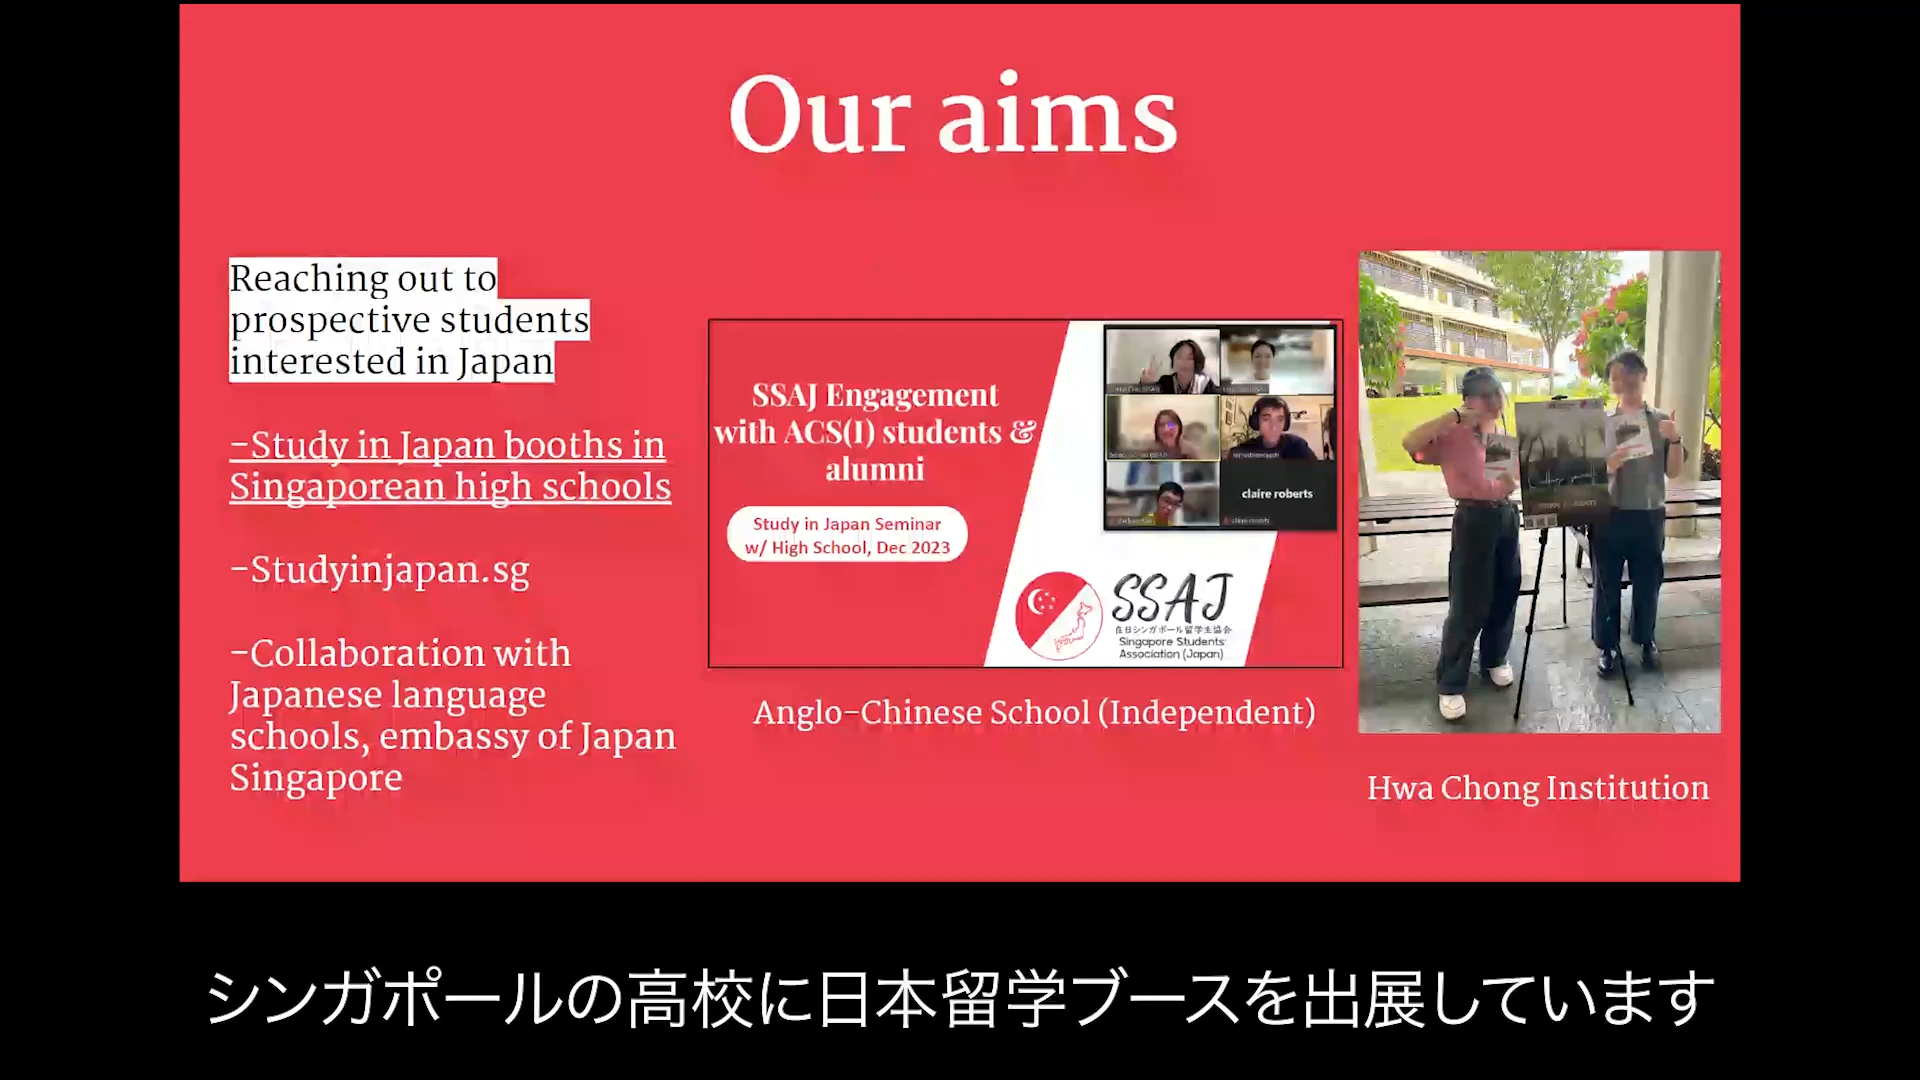 Our aims
Reaching out to
prospective students
interested in Japan
-Study in Japan booths in
Singaporean high schools
-Studyinjapan.sg
-Collaboration with
Japanese language
schools, embassy of Japan
Singapore
SSAJ Engagement
with ACS(I) students &
alumni
Study in Japan Seminar
w/ High School, Dec 2023
claire roberts
SSAJ
在日シンガポール留学生協会
Singapore Students'
Association (Japan)
Anglo-Chinese School (Independent)
Hwa Chong Institution
シンガポールの高校に日本留学ブースを出展しています